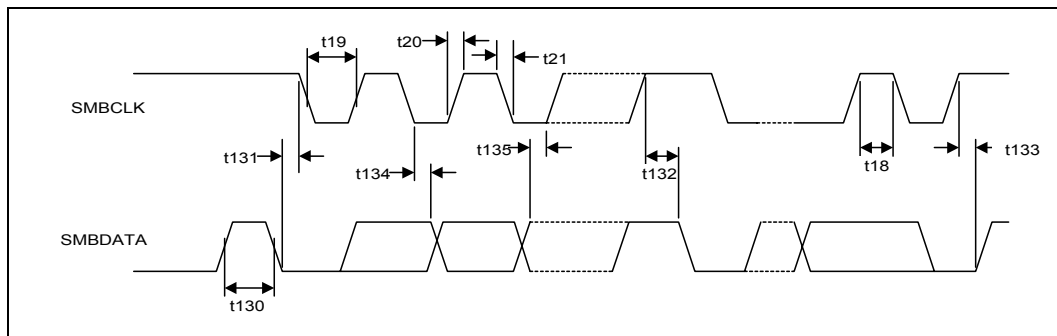 t19
t20
t21
SMBCLK
t131
t134
t135
t132
t18
t133
SMBDATA
t130